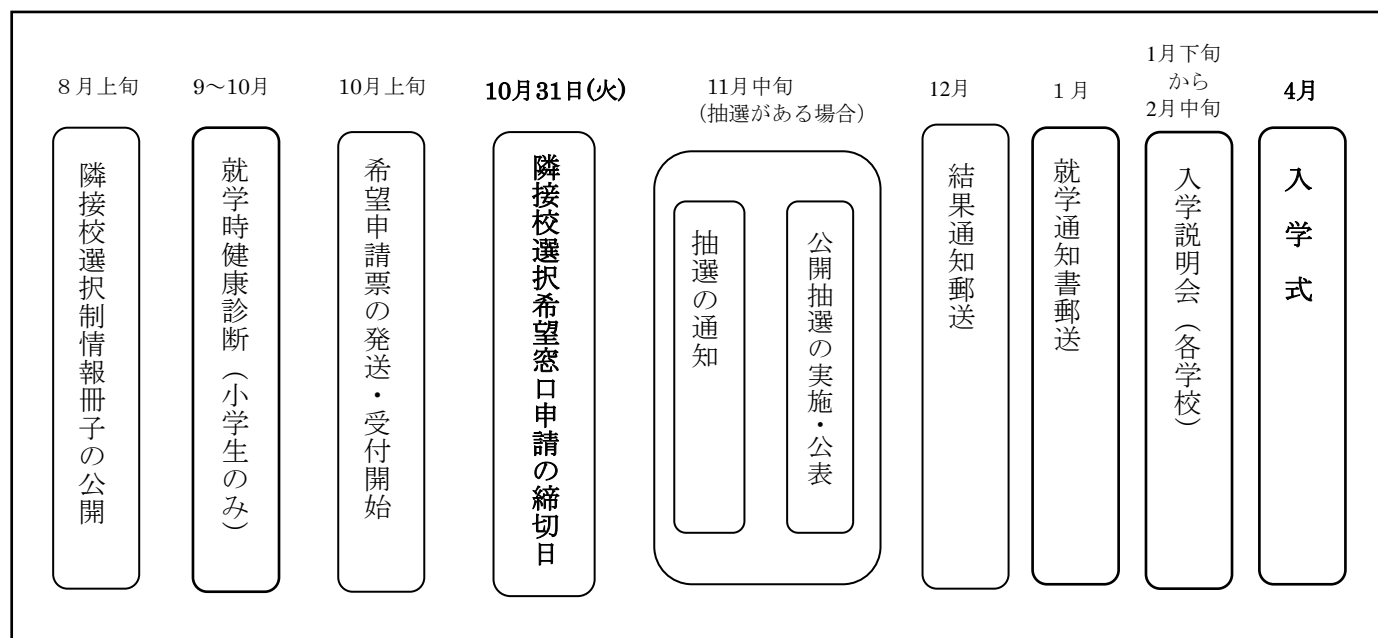 ８月上旬
隣接校選択制情報冊子の公開
9～10月
就学時健康診断（小学生のみ）
10月上旬
希望申請票の発送・受付開始
10月31日(火)
隣接校選択希望窓口申請の締切日
11月中旬
（抽選がある場合）
抽選の通知
公開抽選の実施・公表
12月
結果通知郵送
１月
就学通知書郵送
1月下旬
から
2月中旬
入学説明会（各学校）
4月
入学式